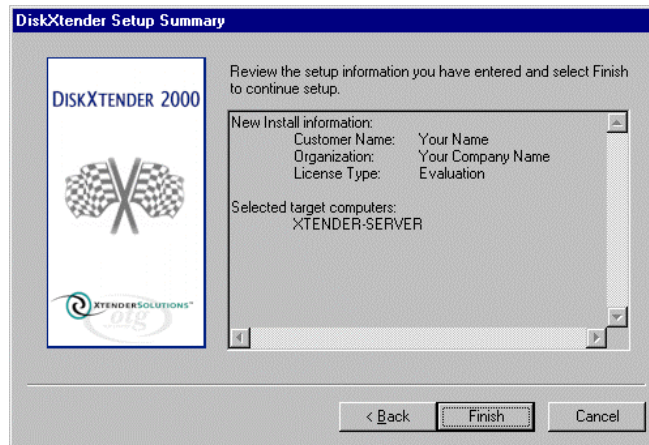 DiskXtender Setup Summary
DISKXTENDER 2000
XTENDERSOLUTIONS™
otg
Review the setup information you have entered and select Finish
to continue setup.
New Install information:
Customer Name: Your Name
Organization: Your Company Name
License Type: Evaluation
Selected target computers:
XTENDER-SERVER
< Back
Finish
Cancel